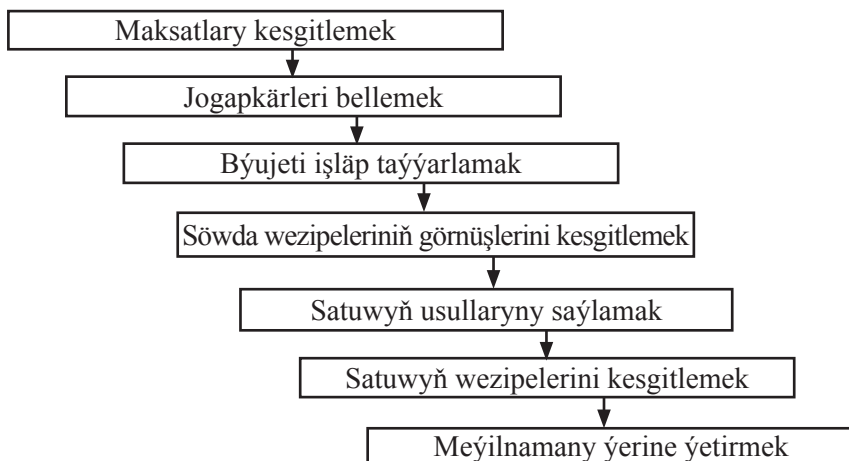 Maksatlary kesgitlemek
Jogapkärleri bellemek
Býujeti işläp taýýarlamak
Söwda wezipeleriniň görnüşlerini kesgitlemek
Satuwyň usullaryny saýlamak
Satuwyň wezipelerini kesgitlemek
Meýilnamany ýerine ýetirmek